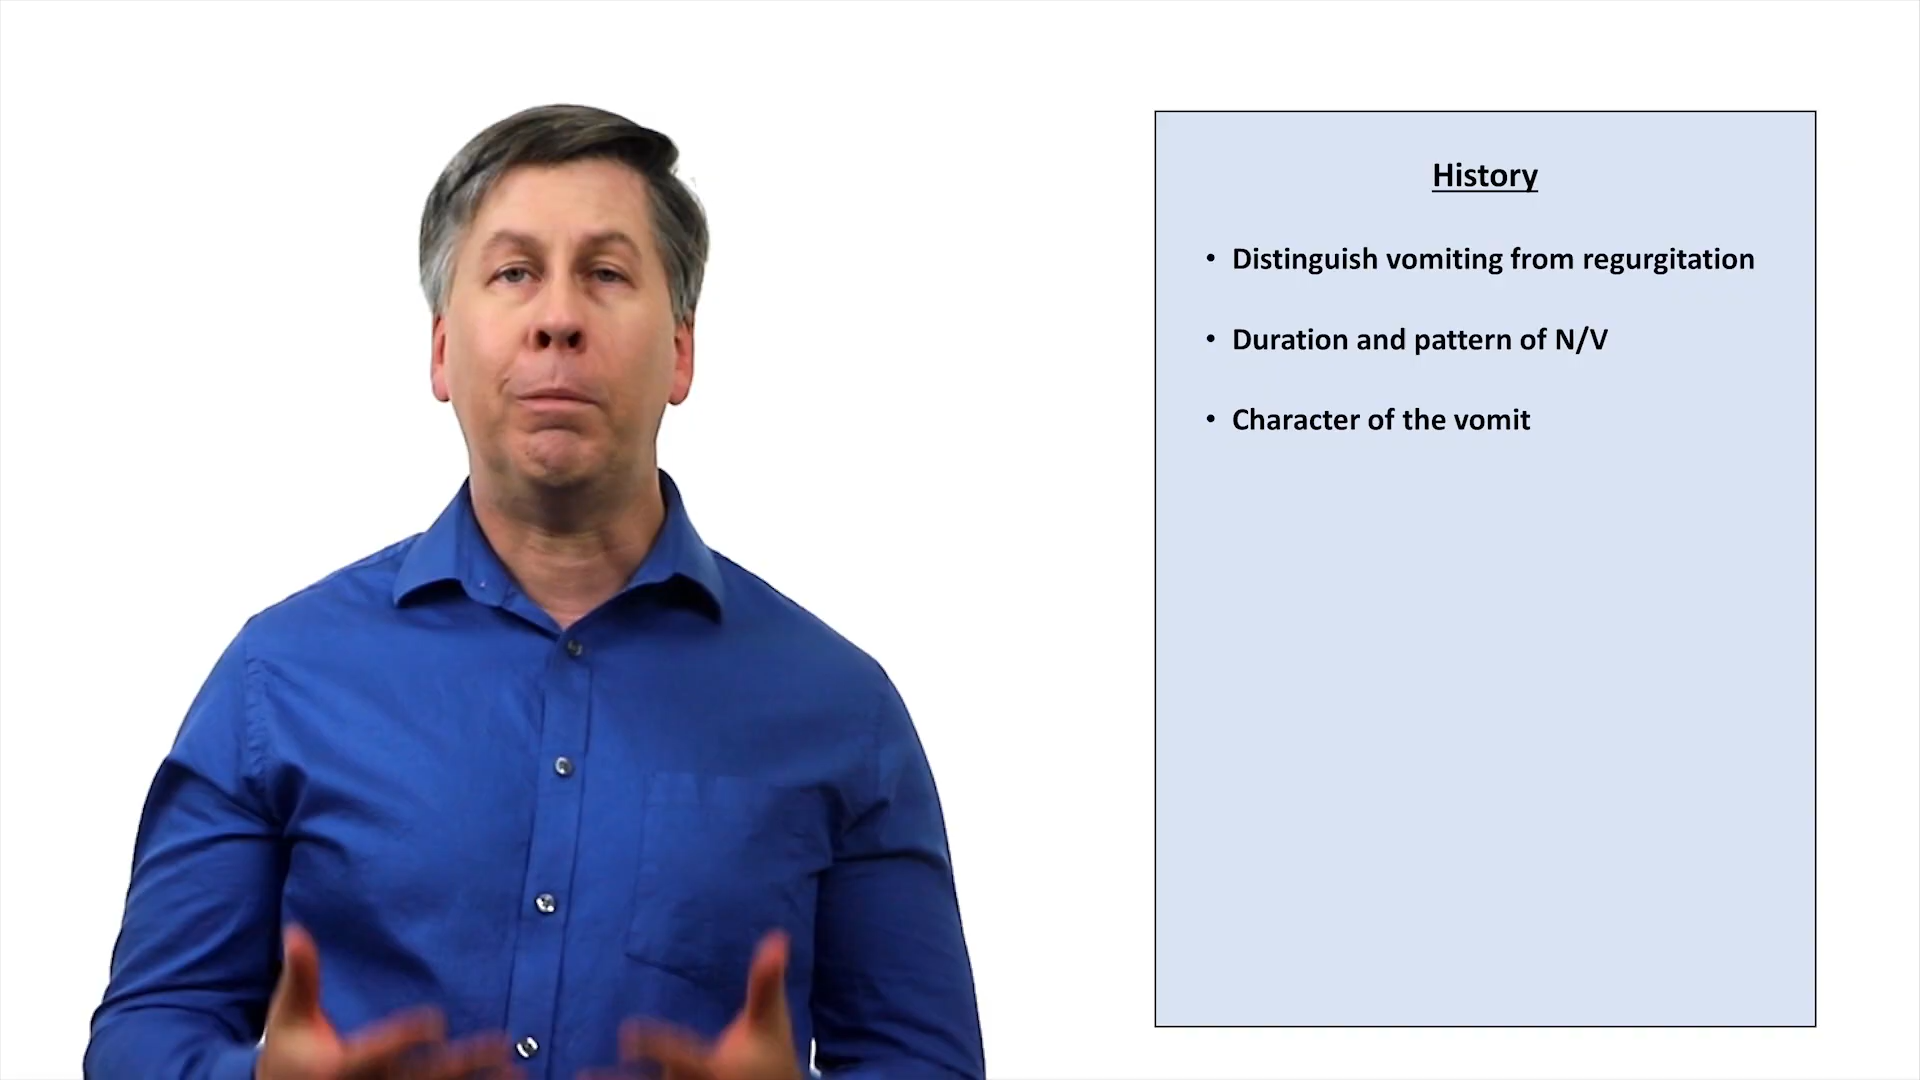 History
• Distinguish vomiting from regurgitation
• Duration and pattern of N/V
• Character of the vomit